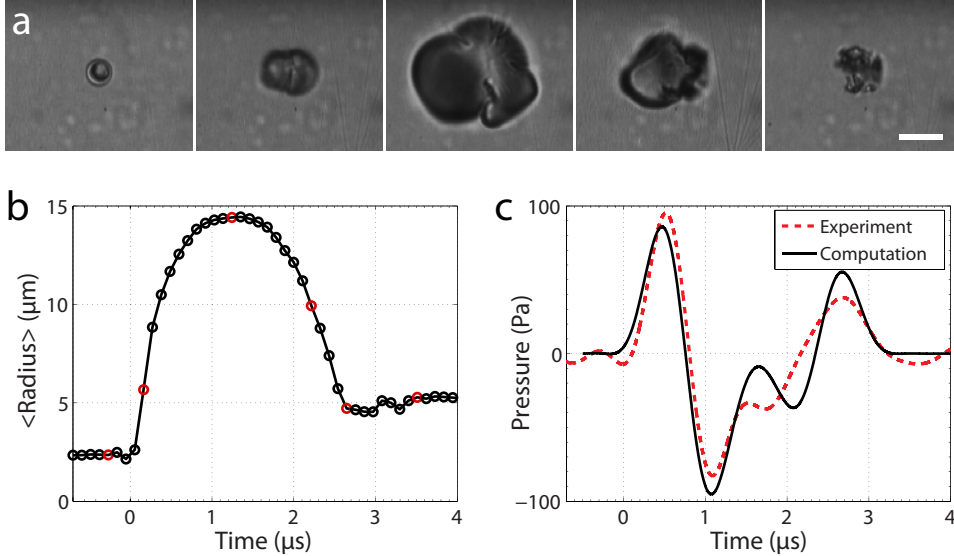 a
b
15
10
5
0
<Radius> (μm)
0
1
2
3
4
Time (μs)
c
100
0
−100
Pressure (Pa)
Experiment
Computation
0
1
2
3
4
Time (μs)